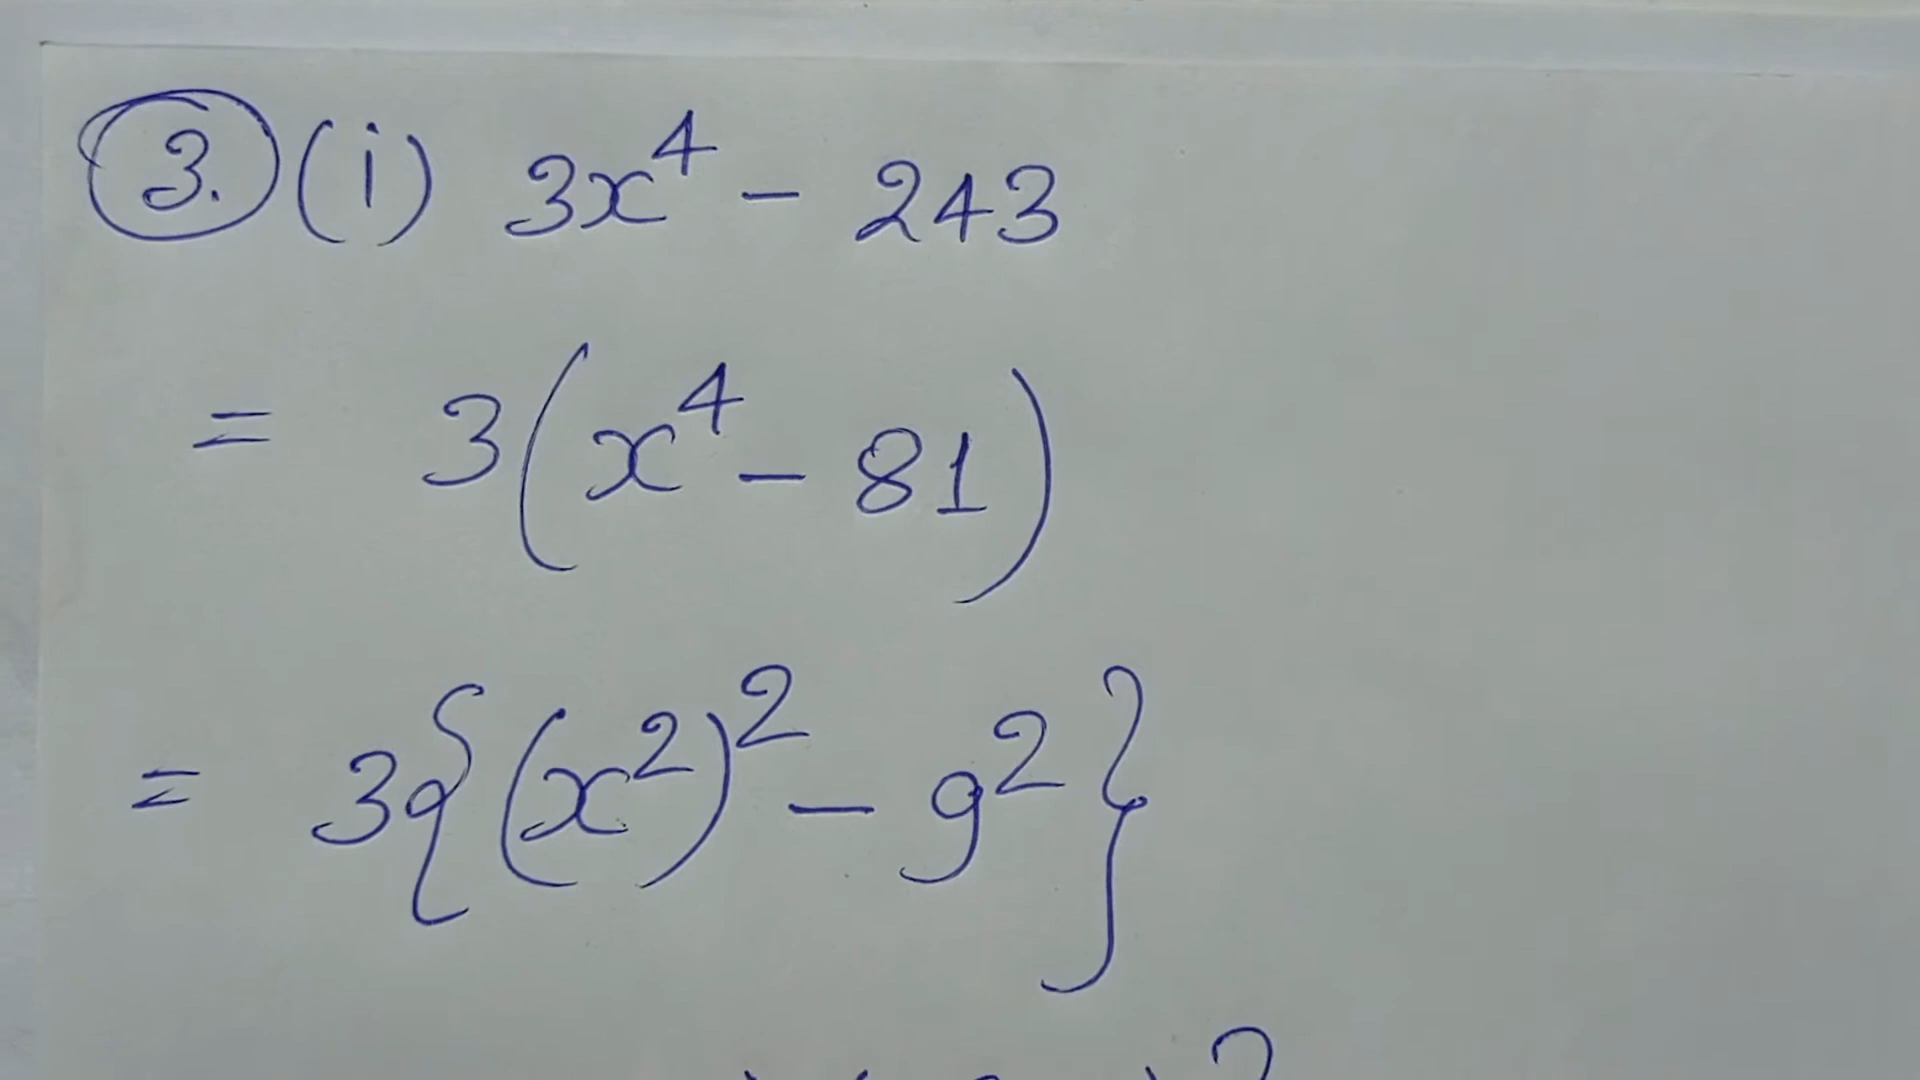 3. (i) 3x⁴ - 243
= 3(x⁴ - 81)
= 3{(x²)² - 9²}